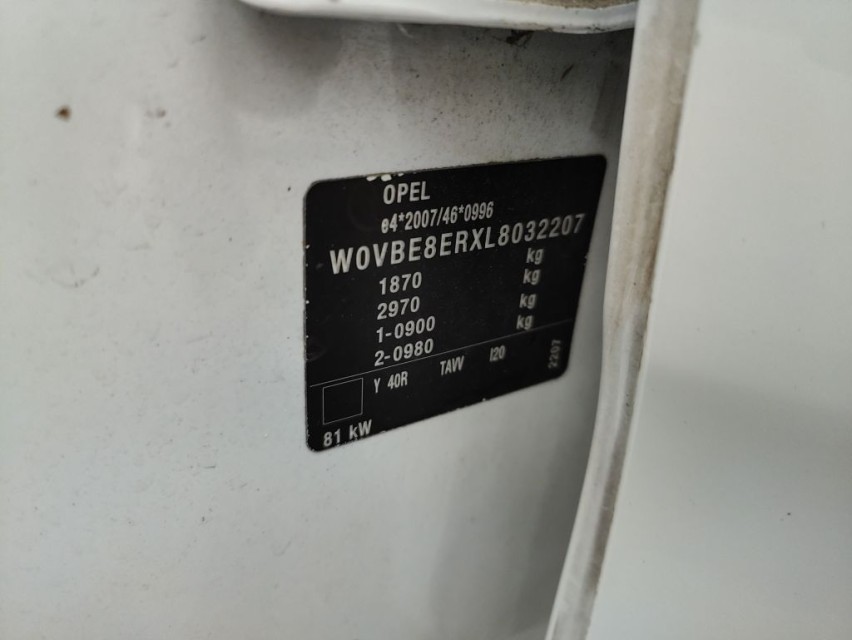 OPEL
e4*2007/46*0996
W0VBE8ERXL8032207
1870 kg
2970 kg
1-0900 kg
2-0980 kg
Y 40R TAVV I20
2207
81 kW